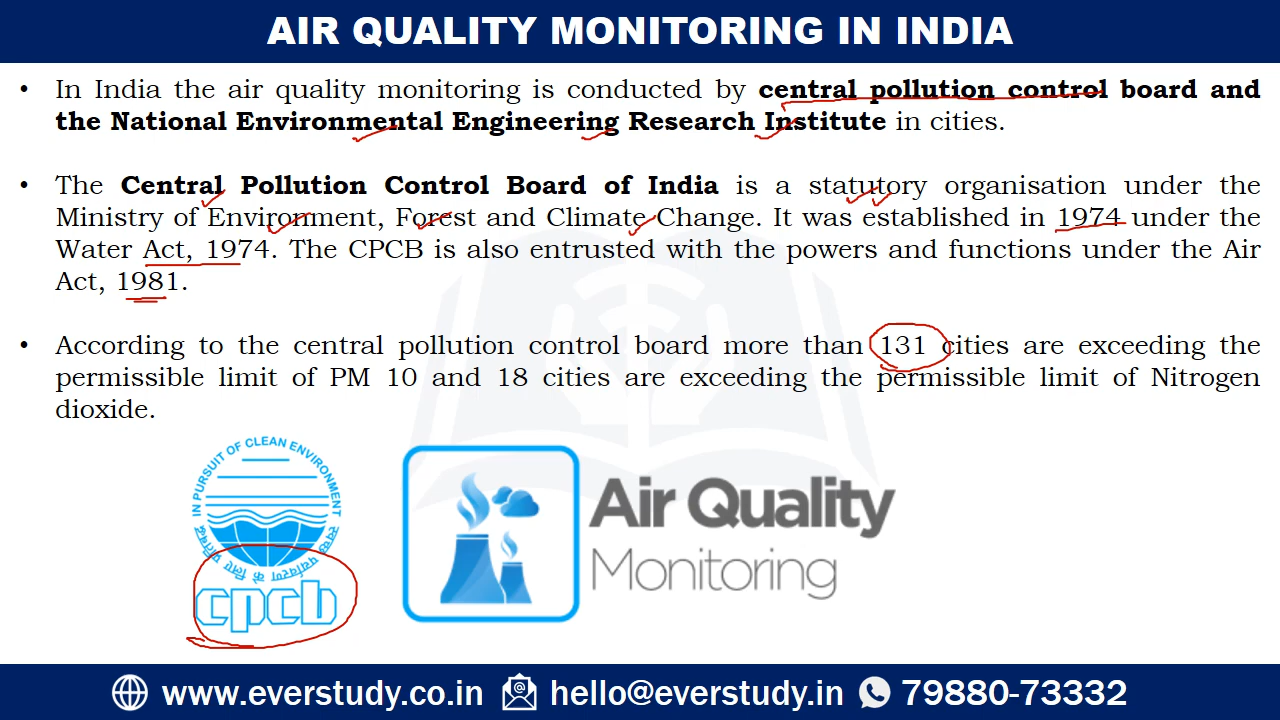 AIR QUALITY MONITORING IN INDIA
• In India the air quality monitoring is conducted by central pollution control board and
the National Environmental Engineering Research Institute in cities.
• The Central Pollution Control Board of India is a statutory organisation under the
Ministry of Environment, Forest and Climate Change. It was established in 1974 under the
Water Act, 1974. The CPCB is also entrusted with the powers and functions under the Air
Act, 1981.
• According to the central pollution control board more than 131 cities are exceeding the
permissible limit of PM 10 and 18 cities are exceeding the permissible limit of Nitrogen
dioxide.
IN PURSUIT OF CLEAN ENVIRONMENT
स्वच्छ पर्यावरण के लिए प्रतिबद्ध
cpcb
Air Quality
Monitoring
www.everstudy.co.in hello@everstudy.in 79880-73332